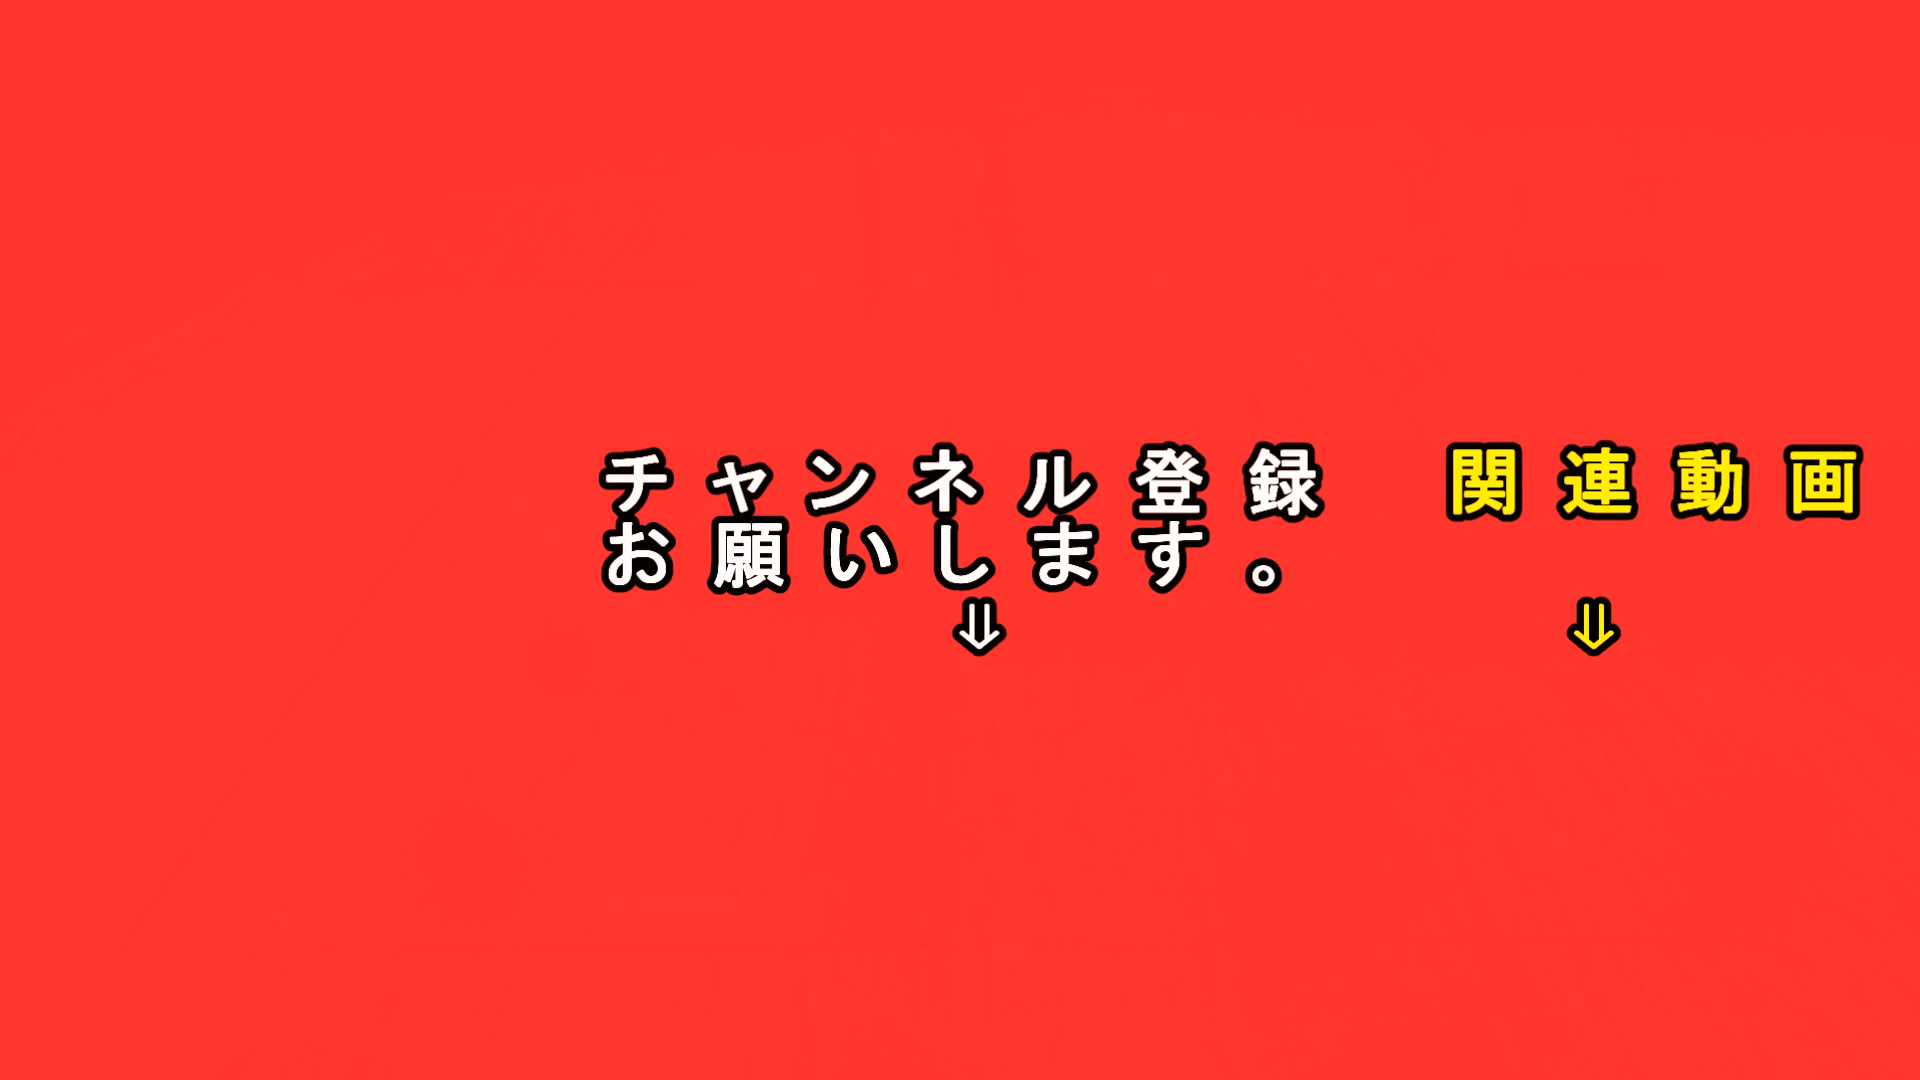 チャンネル登録
お願いします。
⇓
関連動画
⇓